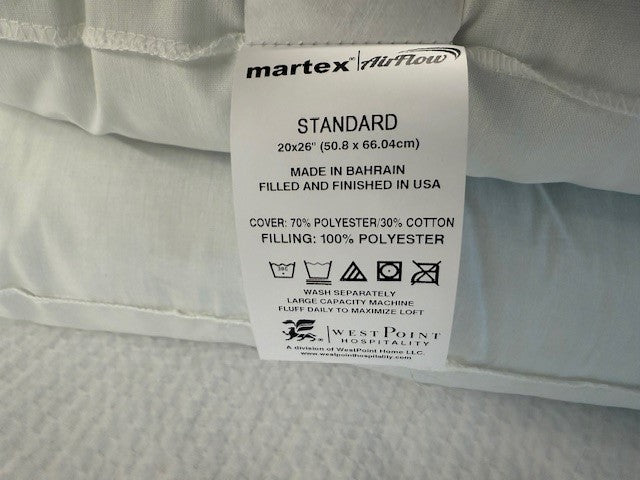 martex® | AirFlow
STANDARD
20x26" (50.8 x 66.04cm)
MADE IN BAHRAIN
FILLED AND FINISHED IN USA
COVER: 70% POLYESTER/30% COTTON
FILLING: 100% POLYESTER
WASH SEPARATELY
LARGE CAPACITY MACHINE
FLUFF DAILY TO MAXIMIZE LOFT
WESTPOINT
HOSPITALITY
A division of WestPoint Home LLC.
www.westpointhospitality.com